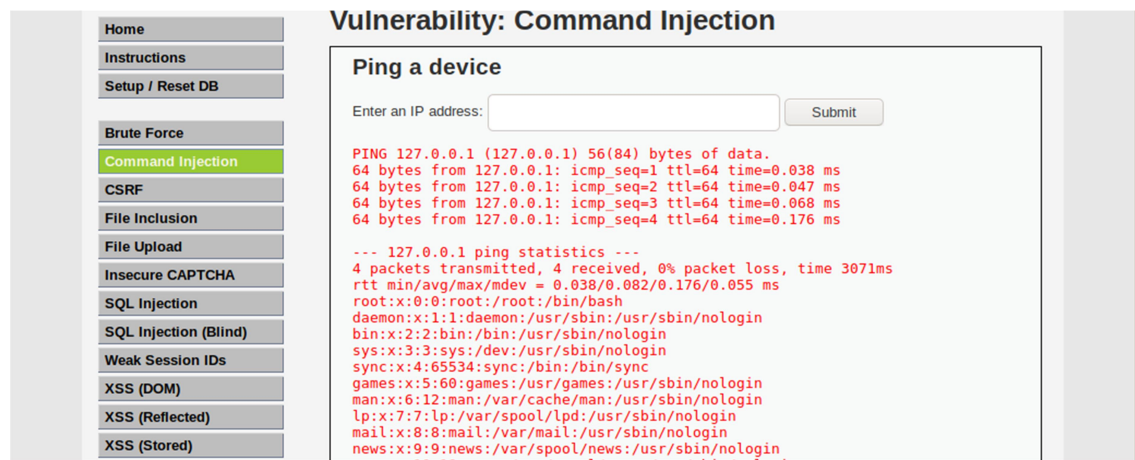 Vulnerability: Command Injection
Home
Instructions
Setup / Reset DB
Brute Force
Command Injection
CSRF
File Inclusion
File Upload
Insecure CAPTCHA
SQL Injection
SQL Injection (Blind)
Weak Session IDs
XSS (DOM)
XSS (Reflected)
XSS (Stored)
Ping a device
Enter an IP address: Submit
PING 127.0.0.1 (127.0.0.1) 56(84) bytes of data.
64 bytes from 127.0.0.1: icmp_seq=1 ttl=64 time=0.038 ms
64 bytes from 127.0.0.1: icmp_seq=2 ttl=64 time=0.047 ms
64 bytes from 127.0.0.1: icmp_seq=3 ttl=64 time=0.068 ms
64 bytes from 127.0.0.1: icmp_seq=4 ttl=64 time=0.176 ms
--- 127.0.0.1 ping statistics ---
4 packets transmitted, 4 received, 0% packet loss, time 3071ms
rtt min/avg/max/mdev = 0.038/0.082/0.176/0.055 ms
root:x:0:0:root:/root:/bin/bash
daemon:x:1:1:daemon:/usr/sbin:/usr/sbin/nologin
bin:x:2:2:bin:/bin:/usr/sbin/nologin
sys:x:3:3:sys:/dev:/usr/sbin/nologin
sync:x:4:65534:sync:/bin:/bin/sync
games:x:5:60:games:/usr/games:/usr/sbin/nologin
man:x:6:12:man:/var/cache/man:/usr/sbin/nologin
lp:x:7:7:lp:/var/spool/lpd:/usr/sbin/nologin
mail:x:8:8:mail:/var/mail:/usr/sbin/nologin
news:x:9:9:news:/var/spool/news:/usr/sbin/nologin